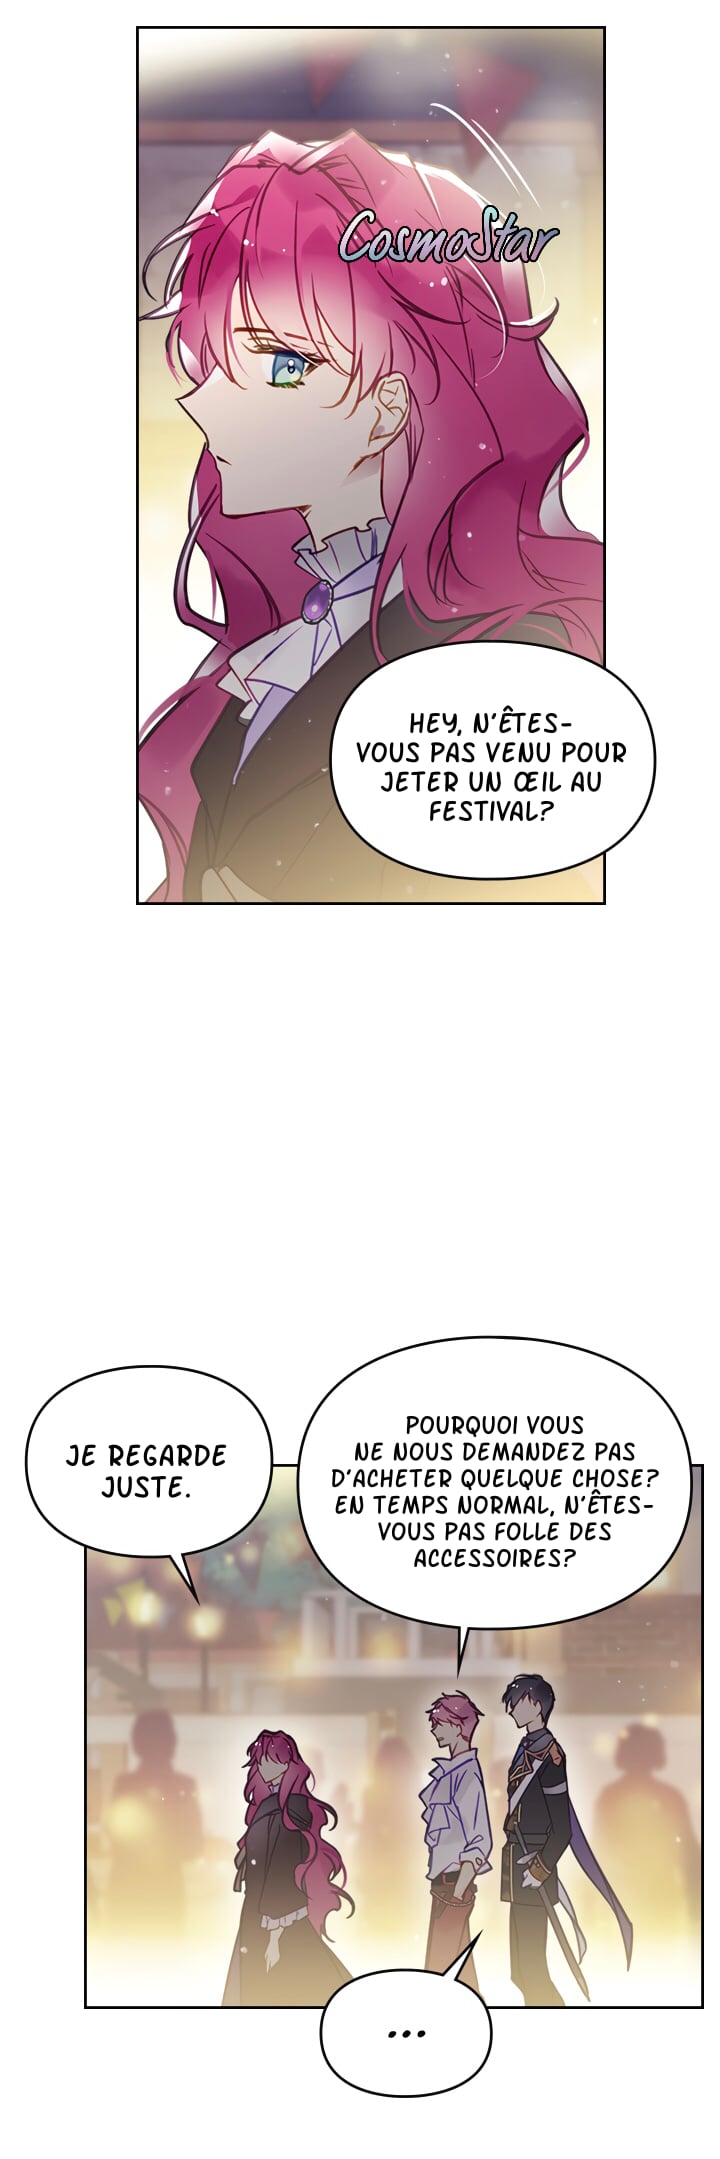 CosmoStar
HEY, N'ÊTES-
VOUS PAS VENU POUR
JETER UN ŒIL AU
FESTIVAL?
JE REGARDE
JUSTE.
POURQUOI VOUS
NE NOUS DEMANDEZ PAS
D'ACHETER QUELQUE CHOSE?
EN TEMPS NORMAL, N'ÊTES-
VOUS PAS FOLLE DES
ACCESSOIRES?
...